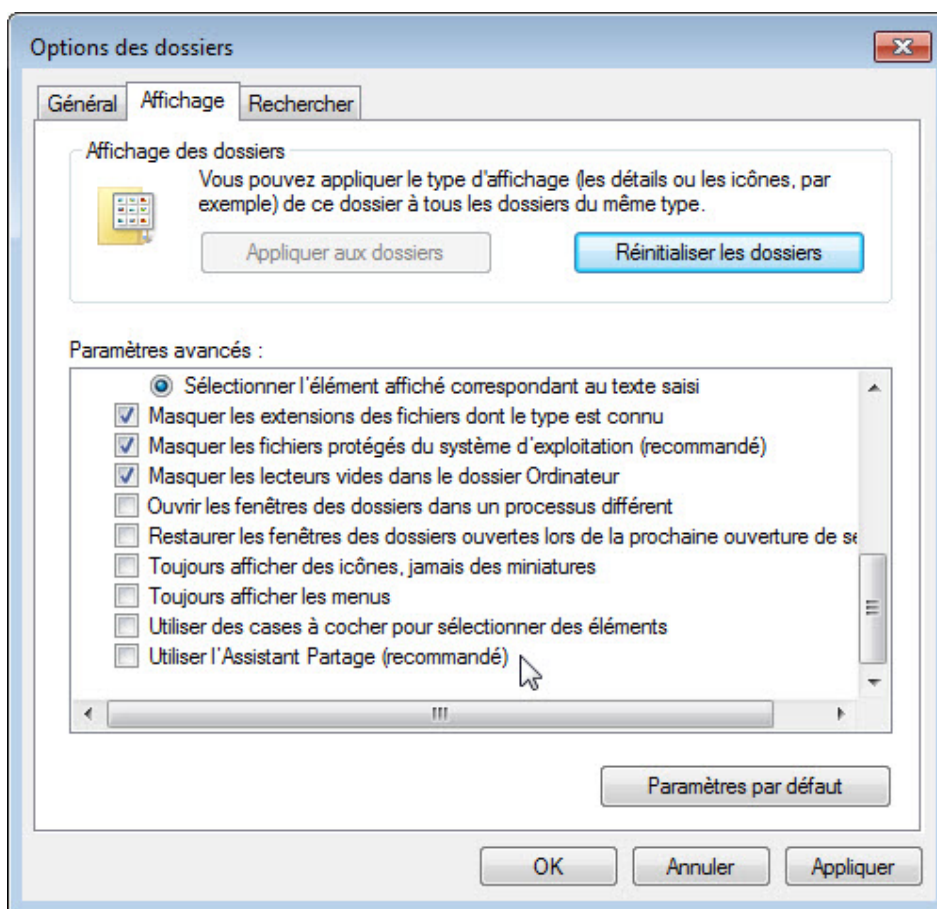 Options des dossiers
Général
Affichage
Rechercher
Affichage des dossiers
Vous pouvez appliquer le type d'affichage (les détails ou les icônes, par
exemple) de ce dossier à tous les dossiers du même type.
Appliquer aux dossiers
Réinitialiser les dossiers
Paramètres avancés :
Sélectionner l'élément affiché correspondant au texte saisi
Masquer les extensions des fichiers dont le type est connu
Masquer les fichiers protégés du système d'exploitation (recommandé)
Masquer les lecteurs vides dans le dossier Ordinateur
Ouvrir les fenêtres des dossiers dans un processus différent
Restaurer les fenêtres des dossiers ouvertes lors de la prochaine ouverture de se
Toujours afficher des icônes, jamais des miniatures
Toujours afficher les menus
Utiliser des cases à cocher pour sélectionner des éléments
Utiliser l'Assistant Partage (recommandé)
Paramètres par défaut
OK
Annuler
Appliquer